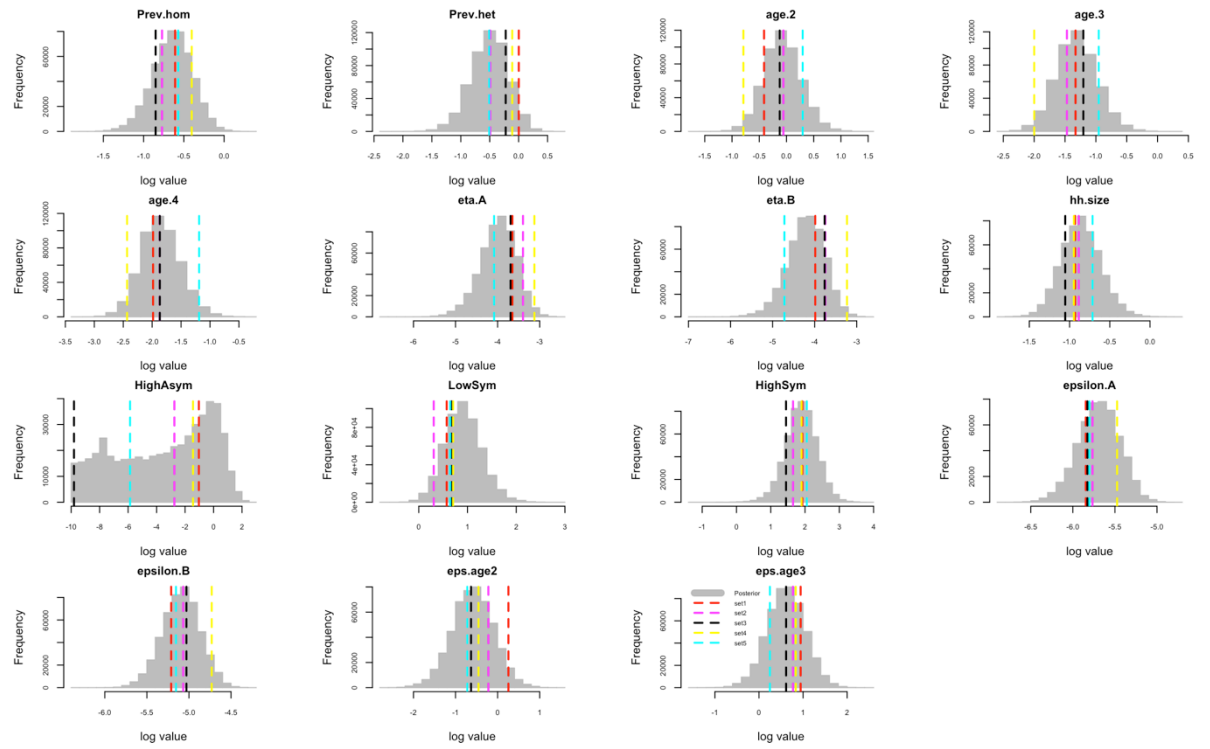 Prev.hom
Frequency
0 20000 60000
-1.5 -1.0 -0.5 0.0
log value
Prev.het
Frequency
0 40000 80000 120000
-2.5 -2.0 -1.5 -1.0 -0.5 0.0 0.5
log value
age.2
Frequency
0 40000 80000 120000
-1.5 -1.0 -0.5 0.0 0.5 1.0 1.5
log value
age.3
Frequency
0 40000 80000 120000
-2.5 -2.0 -1.5 -1.0 -0.5 0.0 0.5
log value
age.4
Frequency
0 40000 80000 120000
-3.5 -3.0 -2.5 -2.0 -1.5 -1.0 -0.5
log value
eta.A
Frequency
0 20000 60000
-6 -5 -4 -3
log value
eta.B
Frequency
0 20000 60000
-7 -6 -5 -4 -3
log value
hh.size
Frequency
0 20000 60000
-1.5 -1.0 -0.5 0.0
log value
HighAsym
Frequency
0 10000 30000
-10 -8 -6 -4 -2 0 2
log value
LowSym
Frequency
0e+00 4e+04 8e+04
0 1 2 3
log value
HighSym
Frequency
0 20000 60000
-1 0 1 2 3 4
log value
epsilon.A
Frequency
0 20000 60000
-6.5 -6.0 -5.5 -5.0
log value
epsilon.B
Frequency
0 20000 60000
-6.0 -5.5 -5.0 -4.5
log value
eps.age2
Frequency
0 20000 60000
-2 -1 0 1
log value
eps.age3
Frequency
0 20000 60000
Posterior
set1
set2
set3
set4
set5
-1 0 1 2
log value